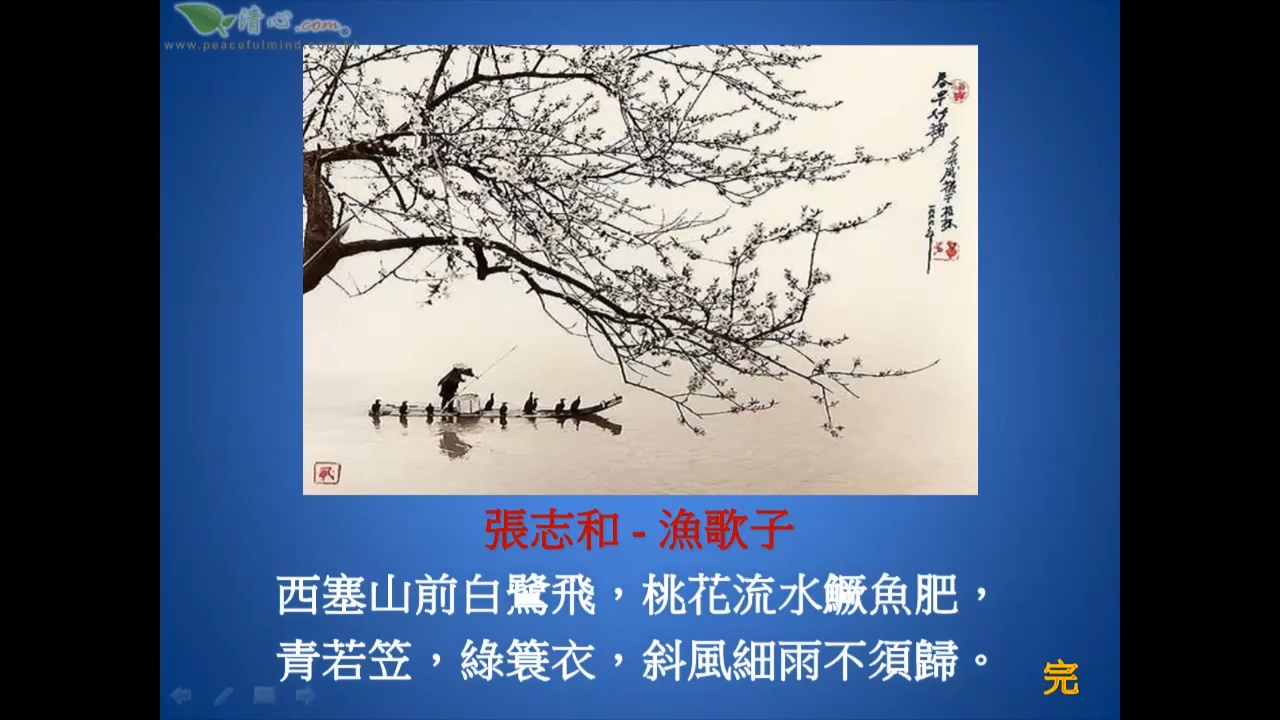 清心.com
www.peacefulmind.com
張志和 - 漁歌子
西塞山前白鷺飛，桃花流水鱖魚肥，
青若笠，綠簑衣，斜風細雨不須歸。
完